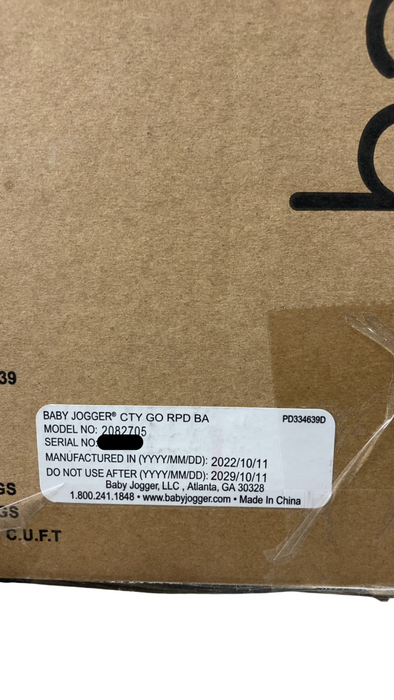 ba
39
BABY JOGGER® CTY GO RPD BA PD334639D
MODEL NO: 2082705
SERIAL NO:
MANUFACTURED IN (YYYY/MM/DD): 2022/10/11
DO NOT USE AFTER (YYYY/MM/DD): 2029/10/11
Baby Jogger, LLC , Atlanta, GA 30328
1.800.241.1848 • www.babyjogger.com • Made In China
GS
GS
C.U.F.T